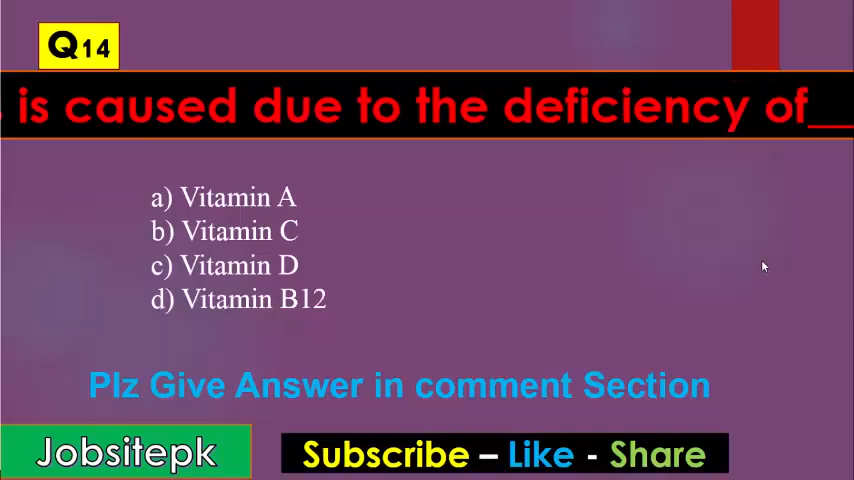 Q14
is caused due to the deficiency of__
a) Vitamin A
b) Vitamin C
c) Vitamin D
d) Vitamin B12
Plz Give Answer in comment Section
Jobsitepk
Subscribe – Like - Share